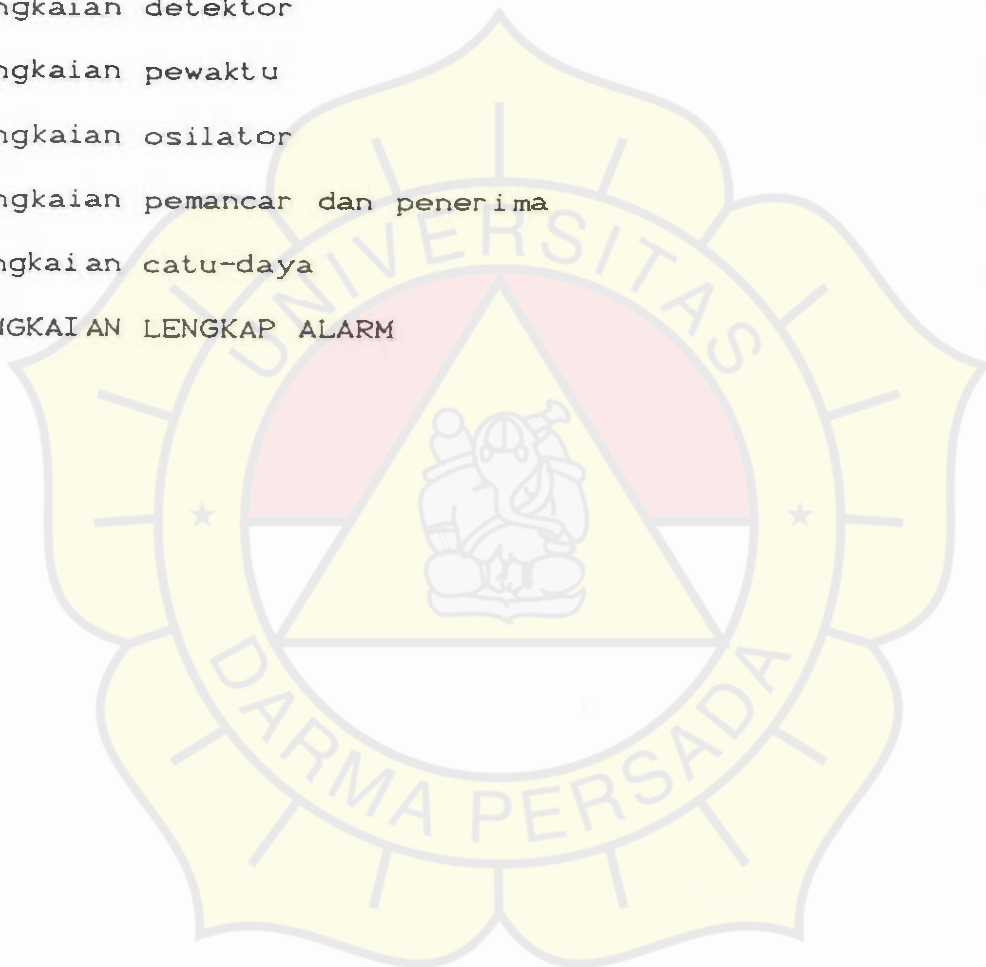 ngkaian detektor
ngkaian pewaktu
ngkaian osilator
ngkaian pemancar dan penerima
ngkaian catu-daya
NGKAIAN LENGKAP ALARM
UNIVERSITAS
DARMA PERSADA